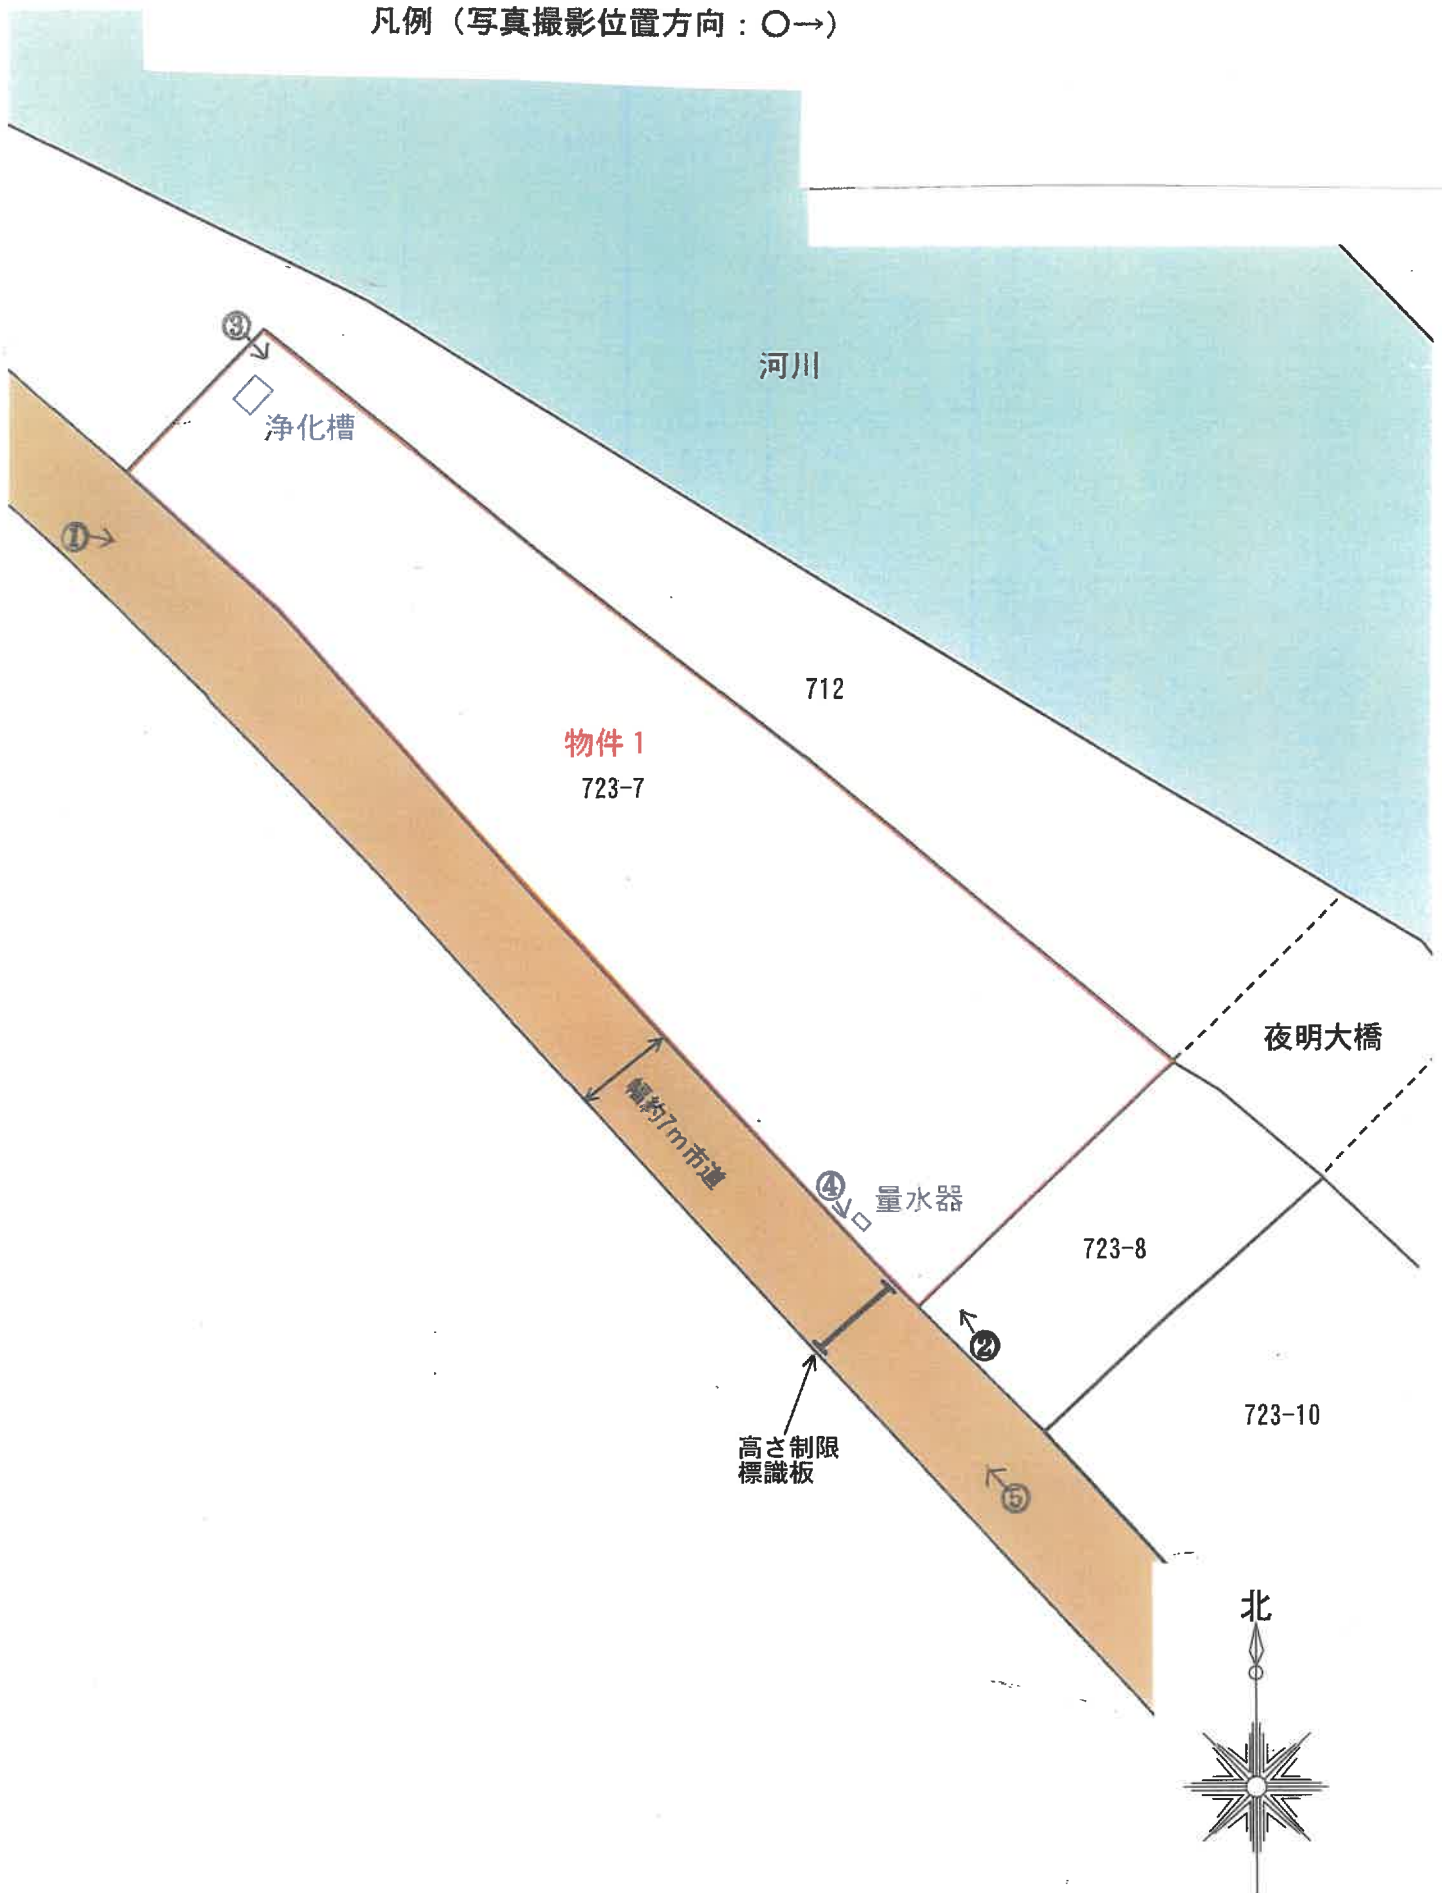 凡例（写真撮影位置方向：○→）
③
河川
浄化槽
①
712
物件1
723-7
夜明大橋
幅約7m市道
④
量水器
723-8
②
723-10
高さ制限
標識板
⑤
北